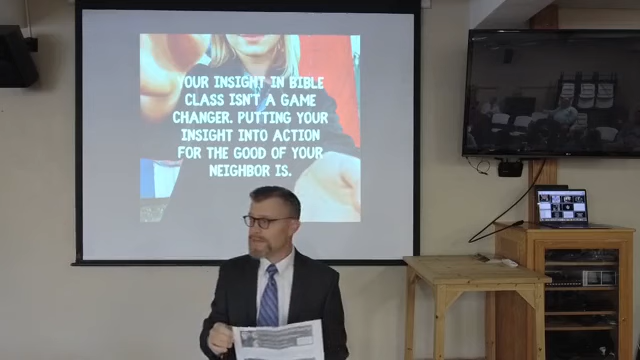 YOUR INSIGHT IN BIBLE
CLASS ISN'T A GAME
CHANGER. PUTTING YOUR
INSIGHT INTO ACTION
FOR THE GOOD OF YOUR
NEIGHBOR IS.